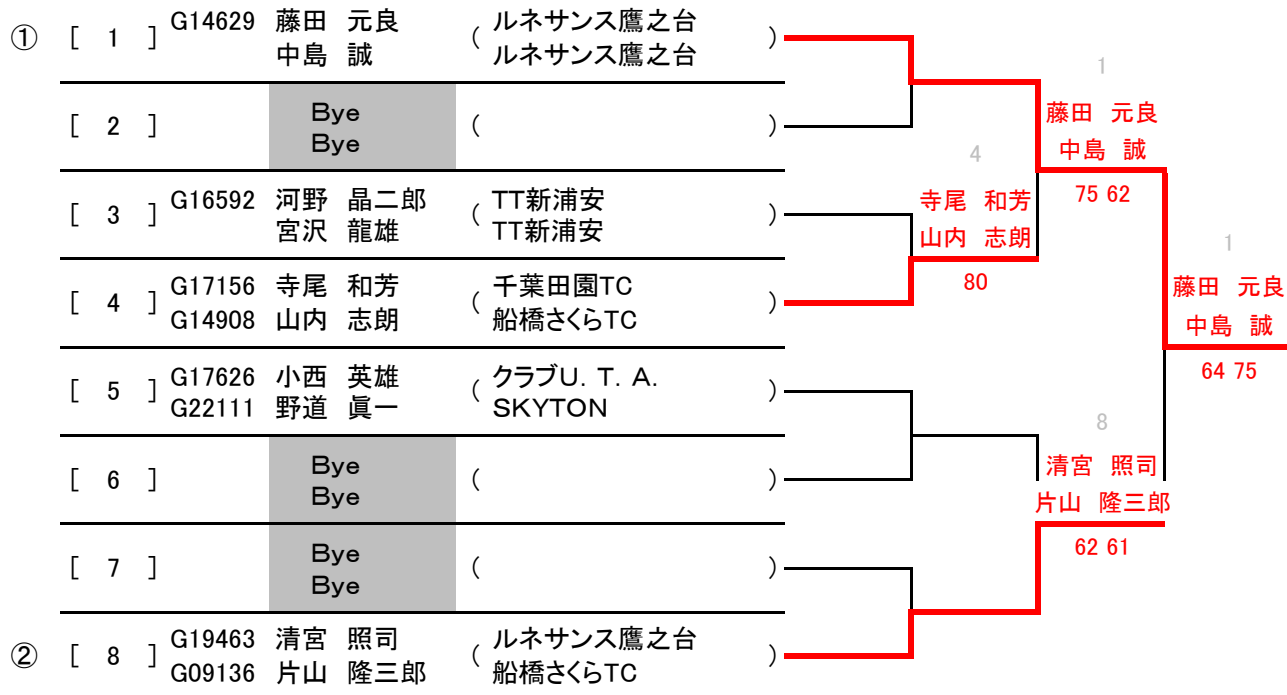 ① [ 1 ] G14629 藤田 元良 ( ルネサンス鷹之台 )
中島 誠 ルネサンス鷹之台
[ 2 ] Bye ( )
Bye
[ 3 ] G16592 河野 晶二郎 ( TT新浦安 )
宮沢 龍雄 TT新浦安
[ 4 ] G17156 寺尾 和芳 ( 千葉田園TC )
G14908 山内 志朗 船橋さくらTC
[ 5 ] G17626 小西 英雄 ( クラブU. T. A. )
G22111 野道 眞一 SKYTON
[ 6 ] Bye ( )
Bye
[ 7 ] Bye ( )
Bye
② [ 8 ] G19463 清宮 照司 ( ルネサンス鷹之台 )
G09136 片山 隆三郎 船橋さくらTC
4
寺尾 和芳
山内 志朗
80
1
藤田 元良
中島 誠
75 62
8
清宮 照司
片山 隆三郎
62 61
1
藤田 元良
中島 誠
64 75